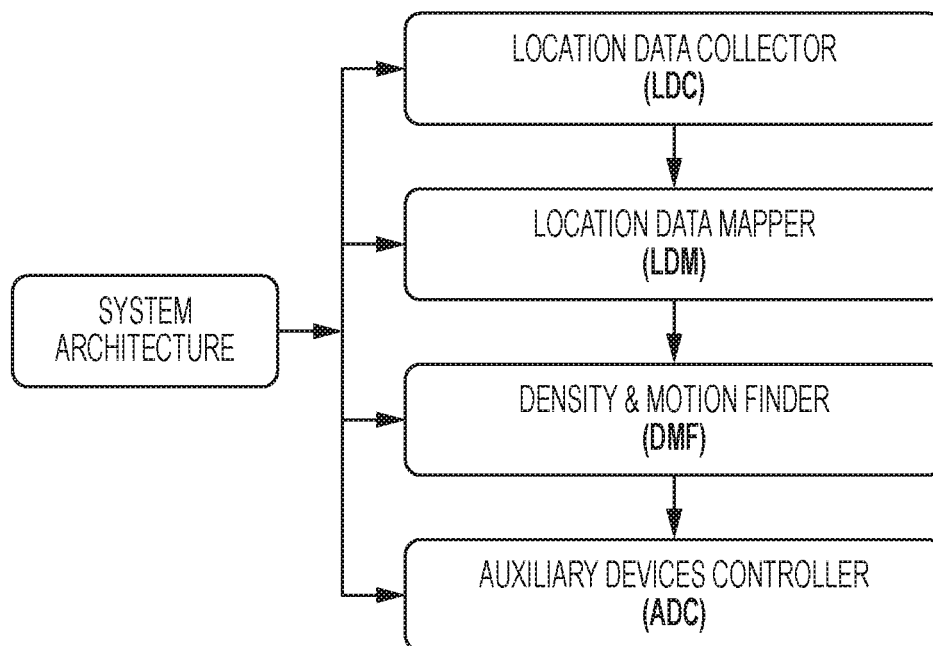 LOCATION DATA COLLECTOR
(LDC)
LOCATION DATA MAPPER
(LDM)
SYSTEM
ARCHITECTURE
DENSITY & MOTION FINDER
(DMF)
AUXILIARY DEVICES CONTROLLER
(ADC)